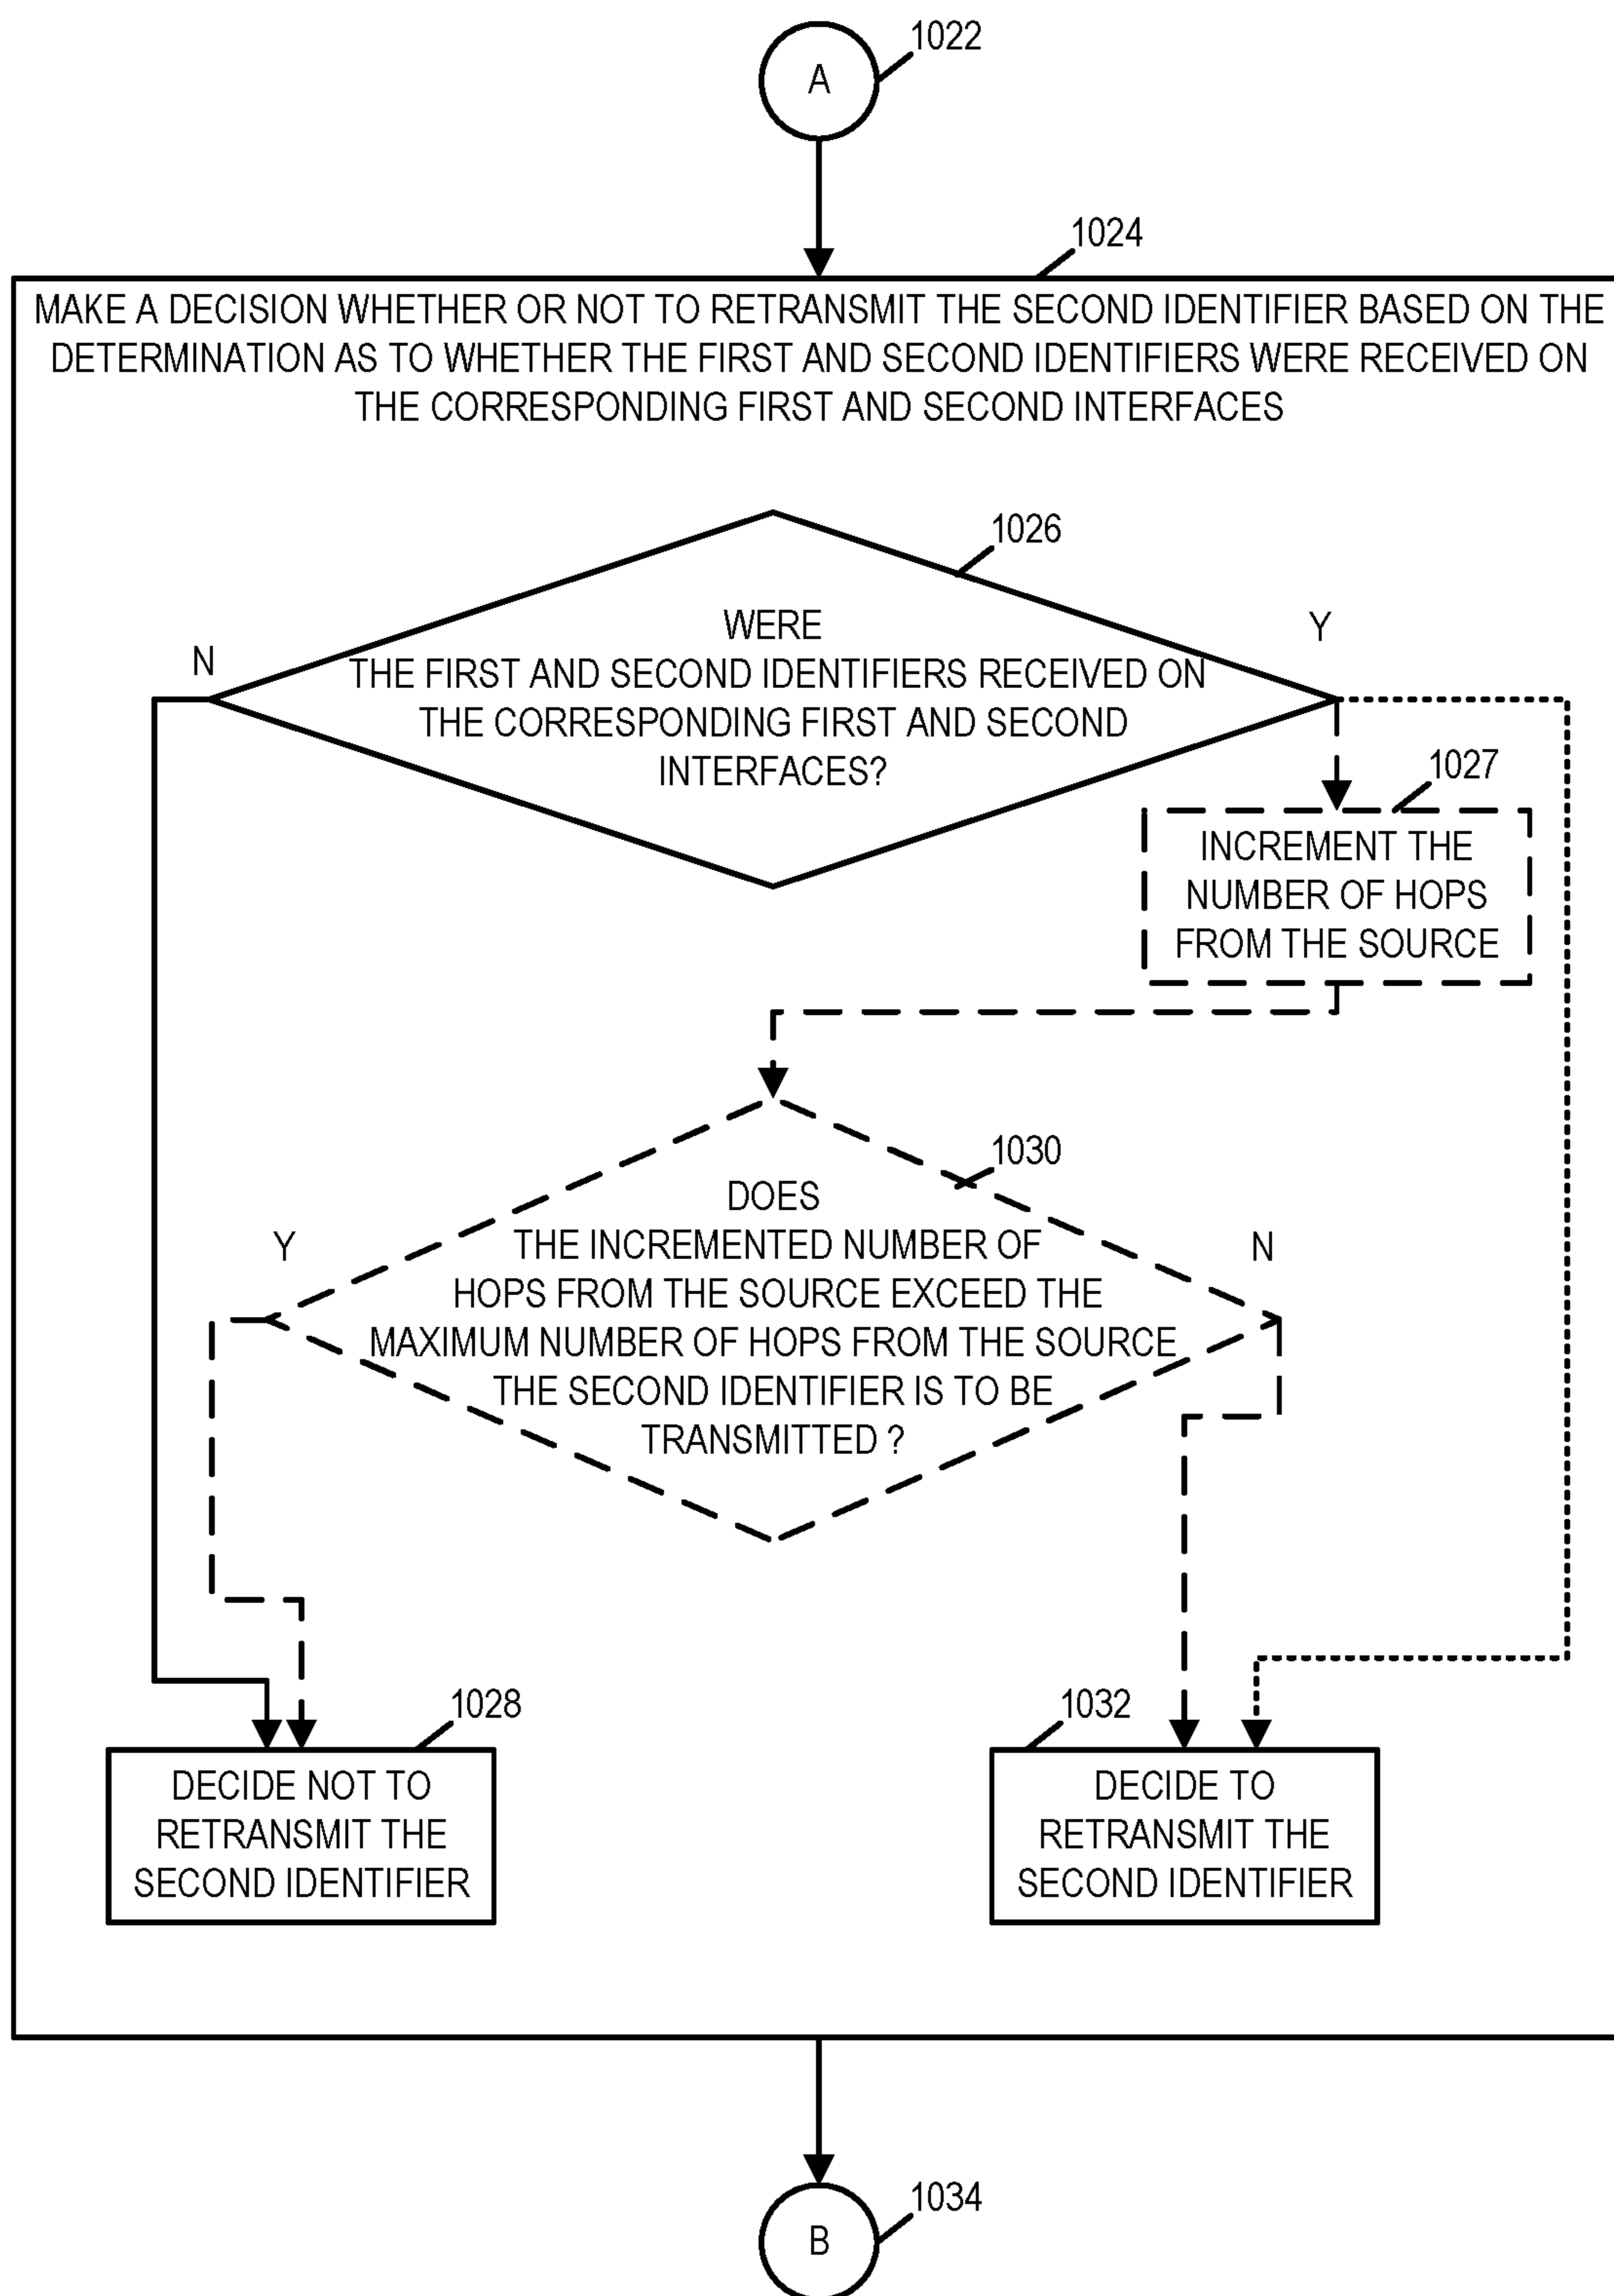 A
1022
1024
MAKE A DECISION WHETHER OR NOT TO RETRANSMIT THE SECOND IDENTIFIER BASED ON THE
DETERMINATION AS TO WHETHER THE FIRST AND SECOND IDENTIFIERS WERE RECEIVED ON
THE CORRESPONDING FIRST AND SECOND INTERFACES
1026
N
Y
WERE
THE FIRST AND SECOND IDENTIFIERS RECEIVED ON
THE CORRESPONDING FIRST AND SECOND
INTERFACES?
1027
INCREMENT THE
NUMBER OF HOPS
FROM THE SOURCE
1030
Y
N
DOES
THE INCREMENTED NUMBER OF
HOPS FROM THE SOURCE EXCEED THE
MAXIMUM NUMBER OF HOPS FROM THE SOURCE
THE SECOND IDENTIFIER IS TO BE
TRANSMITTED ?
1028
DECIDE NOT TO
RETRANSMIT THE
SECOND IDENTIFIER
1032
DECIDE TO
RETRANSMIT THE
SECOND IDENTIFIER
1034
B